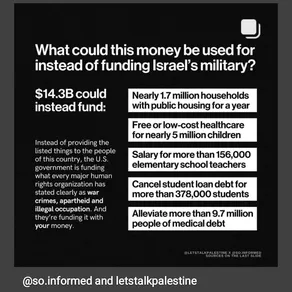 What could this money be used for
instead of funding Israel's military?
$14.3B could
instead fund:
Instead of providing the
listed things to the people
of this country, the U.S.
government is funding
what every major human
rights organization has
stated clearly as war
crimes, apartheid and
illegal occupation. And
they're funding it with
your money.
Nearly 1.7 million households
with public housing for a year
Free or low-cost healthcare
for nearly 5 million children
Salary for more than 156,000
elementary school teachers
Cancel student loan debt for
more than 378,000 students
Alleviate more than 9.7 million
people of medical debt
@LETSTALKPALESTINE X @SO.INFORMED
SOURCES ON THE LAST SLIDE
@so.informed and letstalkpalestine